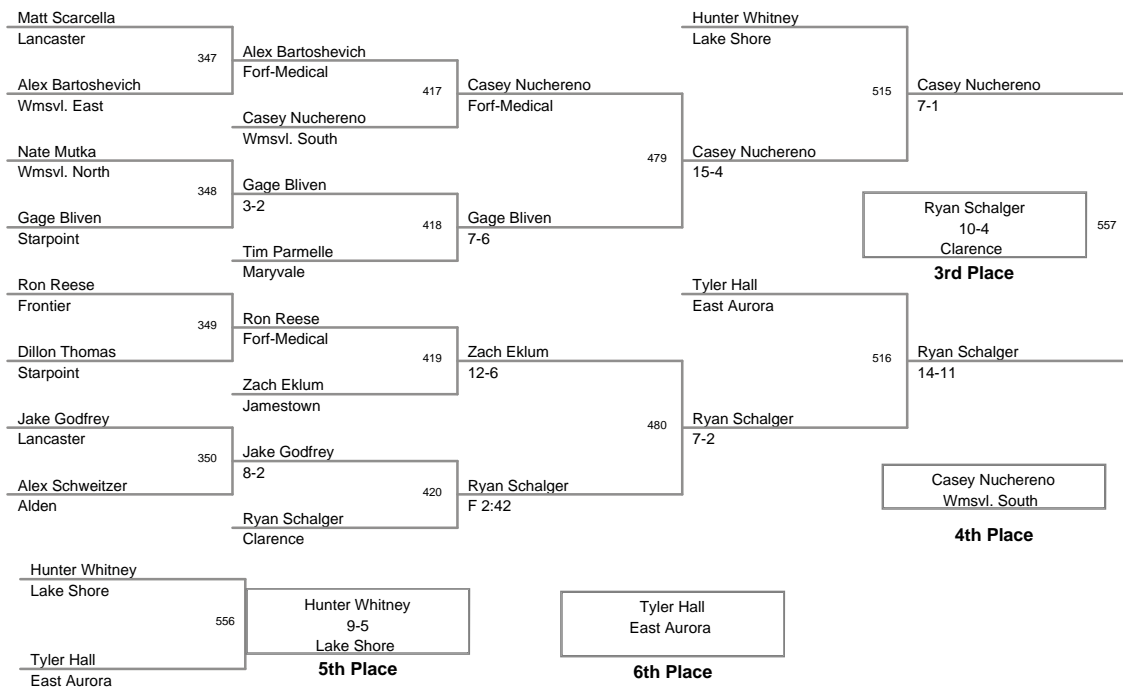 Matt Scarcella
Lancaster
347
Alex Bartoshevich
Wmsvl. East
Nate Mutka
Wmsvl. North
348
Gage Bliven
Starpoint
Ron Reese
Frontier
349
Dillon Thomas
Starpoint
Jake Godfrey
Lancaster
350
Alex Schweitzer
Alden
Alex Bartoshevich
Forf-Medical
417
Casey Nuchereno
Wmsvl. South
Gage Bliven
3-2
418
Tim Parmelle
Maryvale
Ron Reese
Forf-Medical
419
Zach Eklum
Jamestown
Jake Godfrey
8-2
420
Ryan Schalger
Clarence
Casey Nuchereno
Forf-Medical
479
Gage Bliven
7-6
Zach Eklum
12-6
480
Ryan Schalger
F 2:42
Hunter Whitney
Lake Shore
515
Casey Nuchereno
15-4
Tyler Hall
East Aurora
516
Ryan Schalger
7-2
Casey Nuchereno
7-1
Ryan Schalger
10-4
Clarence
557
3rd Place
Ryan Schalger
14-11
Casey Nuchereno
Wmsvl. South
4th Place
Hunter Whitney
Lake Shore
556
Tyler Hall
East Aurora
Hunter Whitney
9-5
Lake Shore
5th Place
Tyler Hall
East Aurora
6th Place